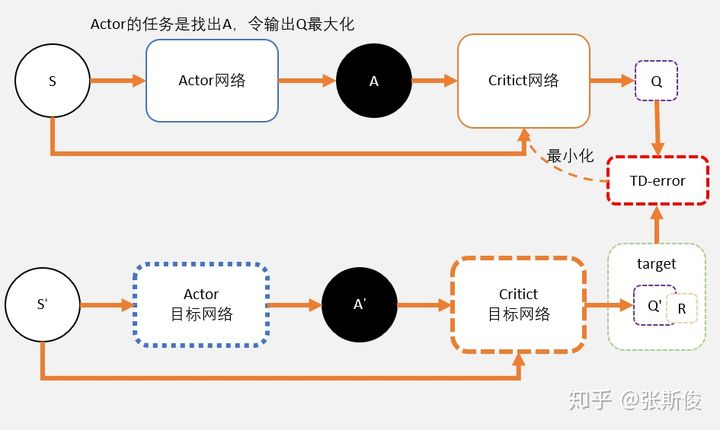 Actor的任务是找出A，令输出Q最大化
S
Actor网络
A
Critict网络
Q
最小化
TD-error
target
S‘
Actor
目标网络
A'
Critict
目标网络
Q'
R
知乎 @张斯俊